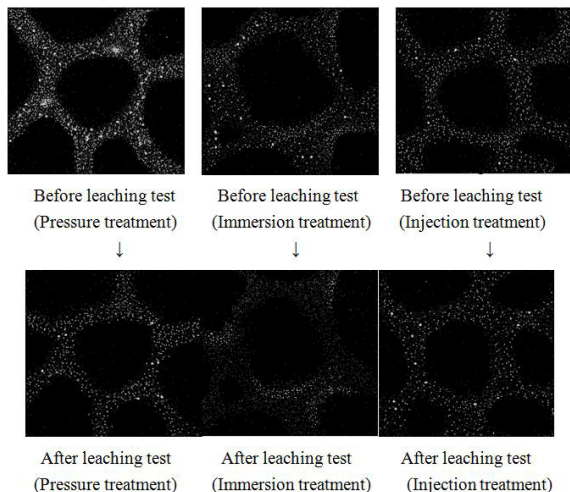 Before leaching test Before leaching test Before leaching test
(Pressure treatment) (Immersion treatment) (Injection treatment)
↓ ↓ ↓
After leaching test After leaching test After leaching test
(Pressure treatment) (Immersion treatment) (Injection treatment)